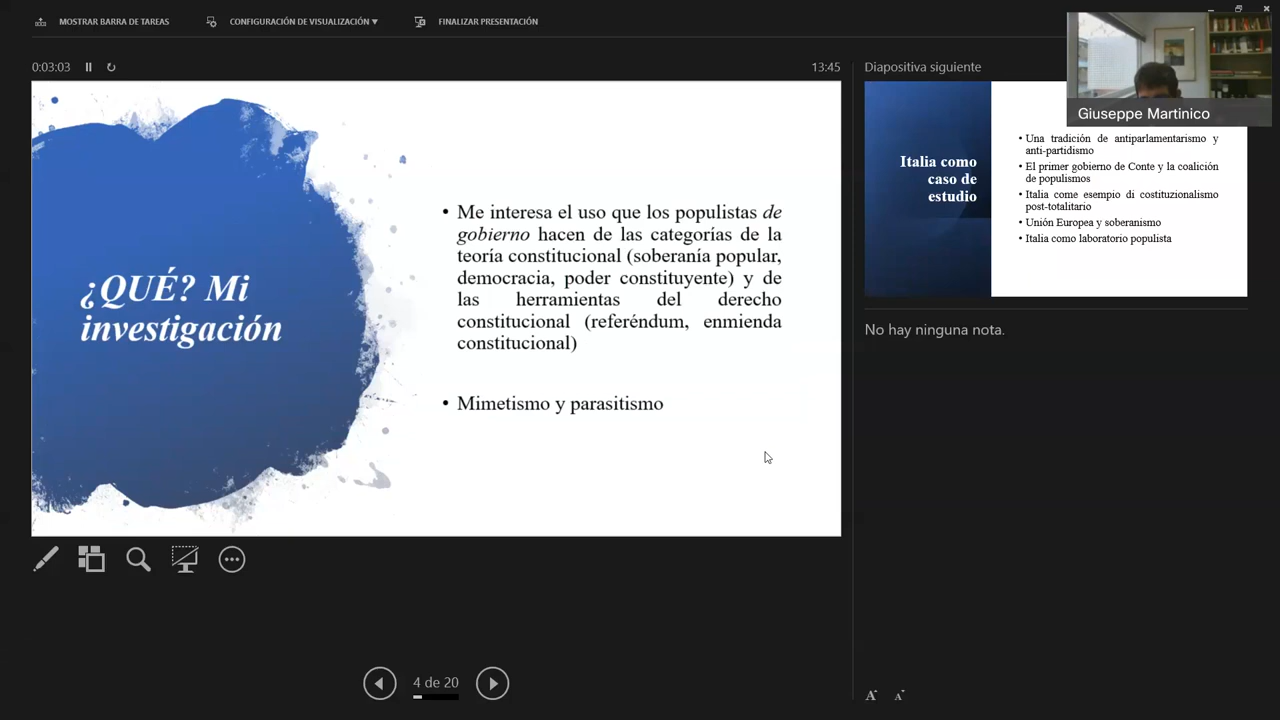 MOSTRAR BARRA DE TAREAS
CONFIGURACIÓN DE VISUALIZACIÓN ▼
FINALIZAR PRESENTACIÓN
0:03:03
13:45
¿QUÉ? Mi
investigación
• Me interesa el uso que los populistas de
gobierno hacen de las categorías de la
teoría constitucional (soberanía popular,
democracia, poder constituyente) y de
las herramientas del derecho
constitucional (referéndum, enmienda
constitucional)
• Mimetismo y parasitismo
4 de 20
Diapositiva siguiente
Giuseppe Martinico
Italia como
caso de
estudio
• Una tradición de antiparlamentarismo y
anti-partidismo
• El primer gobierno de Conte y la coalición
de populismos
• Italia come esempio di costituzionalismo
post-totalitario
• Unión Europea y soberanismo
• Italia como laboratorio populista
No hay ninguna nota.
A A